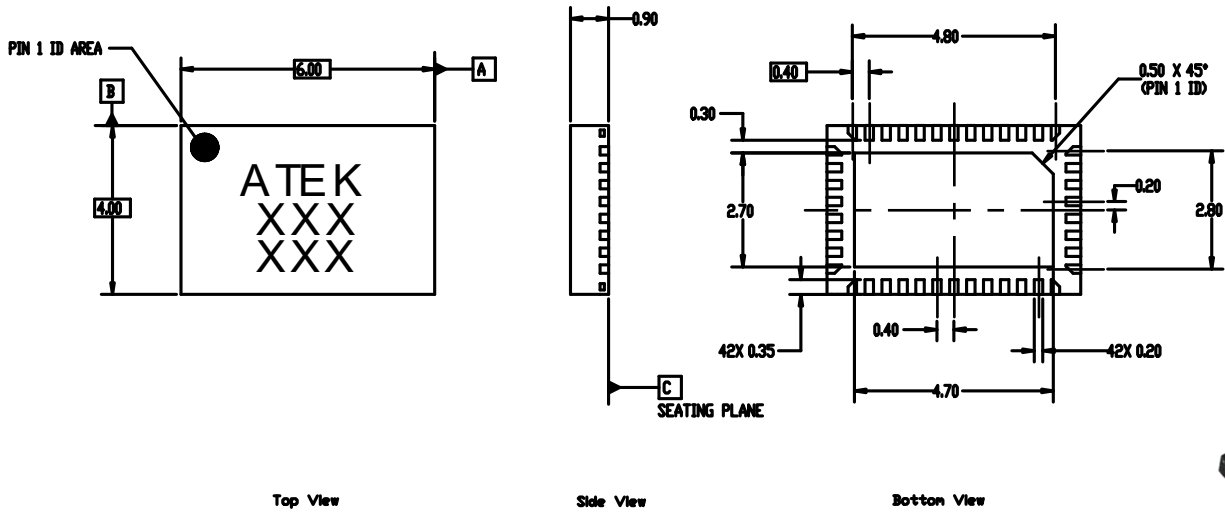 PIN 1 ID AREA
6.00
A
B
4.00
ATEK
XXX
XXX
Top View
0.90
C
SEATING PLANE
Side View
4.80
0.40
0.50 X 45°
(PIN 1 ID)
0.30
2.70
0.20
2.80
0.40
42X 0.35
42X 0.20
4.70
Bottom View